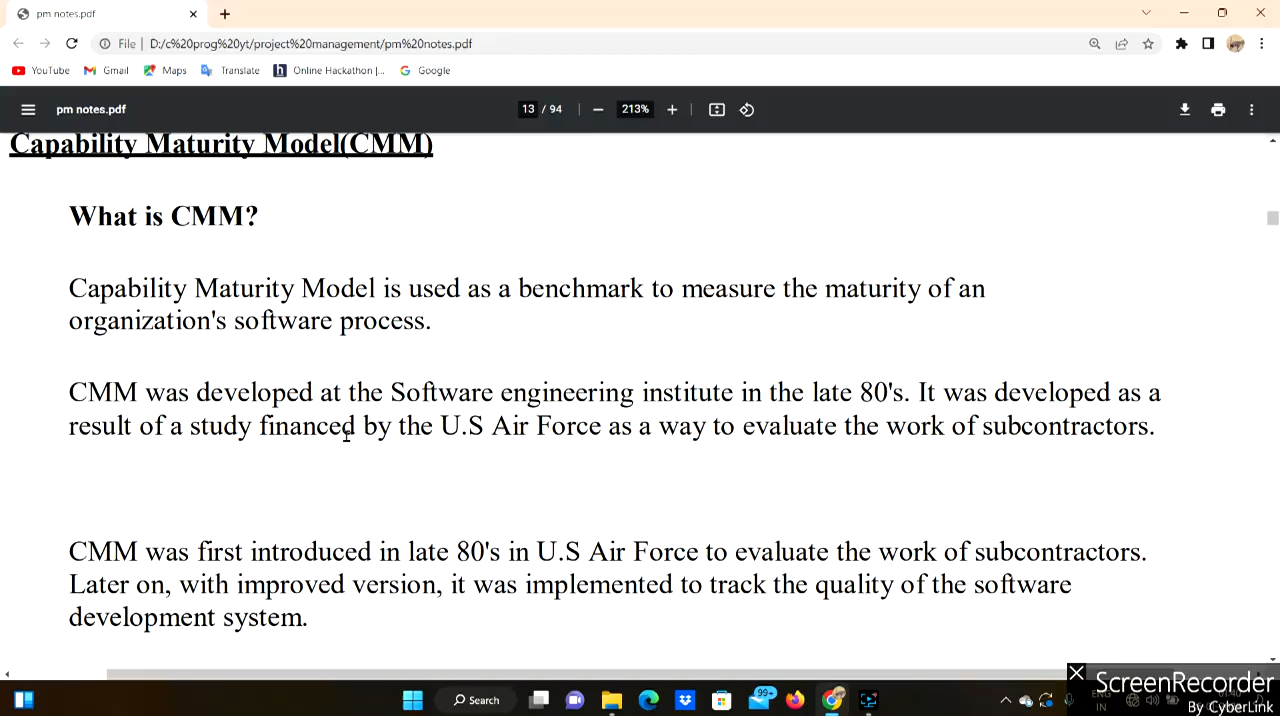 pm notes.pdf
File D:/c%20prog%20yt/project%20management/pm%20notes.pdf
YouTube Gmail Maps Translate Online Hackathon |... Google
pm notes.pdf 13 / 94 213%
Capability Maturity Model(CMM)
What is CMM?
Capability Maturity Model is used as a benchmark to measure the maturity of an
organization's software process.
CMM was developed at the Software engineering institute in the late 80's. It was developed as a
result of a study financed by the U.S Air Force as a way to evaluate the work of subcontractors.
CMM was first introduced in late 80's in U.S Air Force to evaluate the work of subcontractors.
Later on, with improved version, it was implemented to track the quality of the software
development system.
ScreenRecorder
By CyberLink
Search 99+ ENG
IN